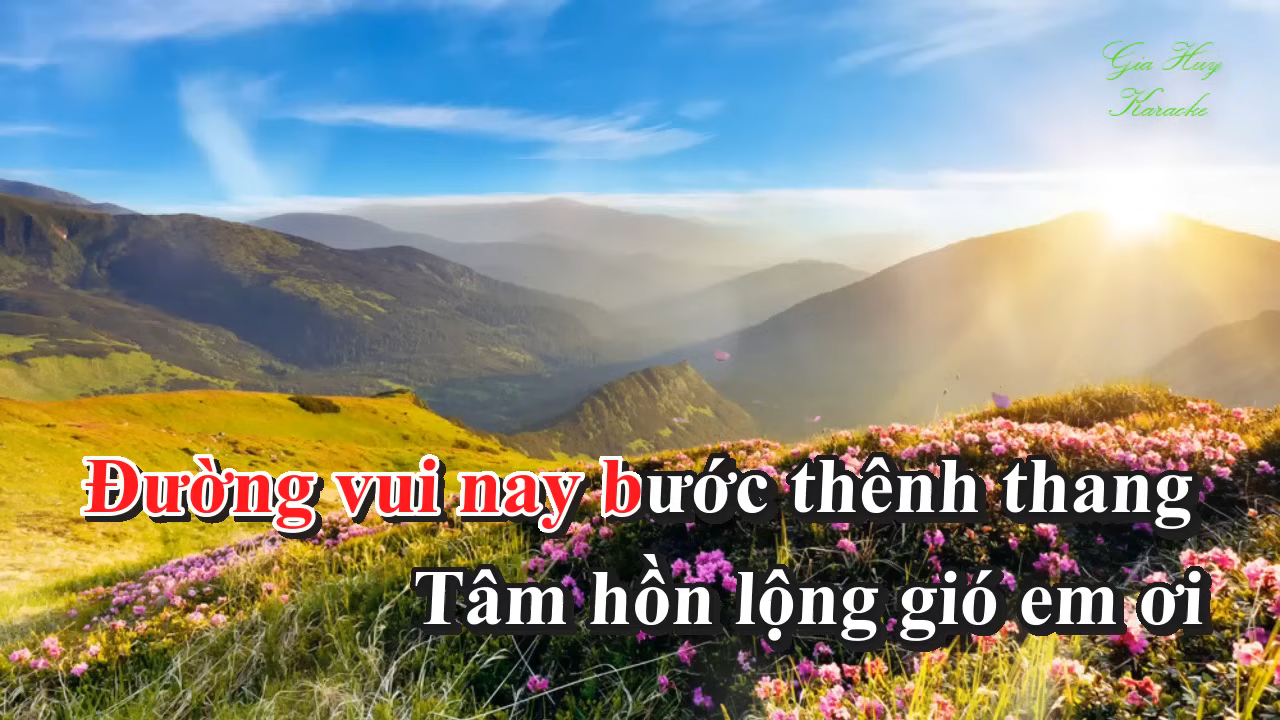 Gia Huy
Karaoke
Đường vui nay bước thênh thang
Tâm hồn lộng gió em ơi